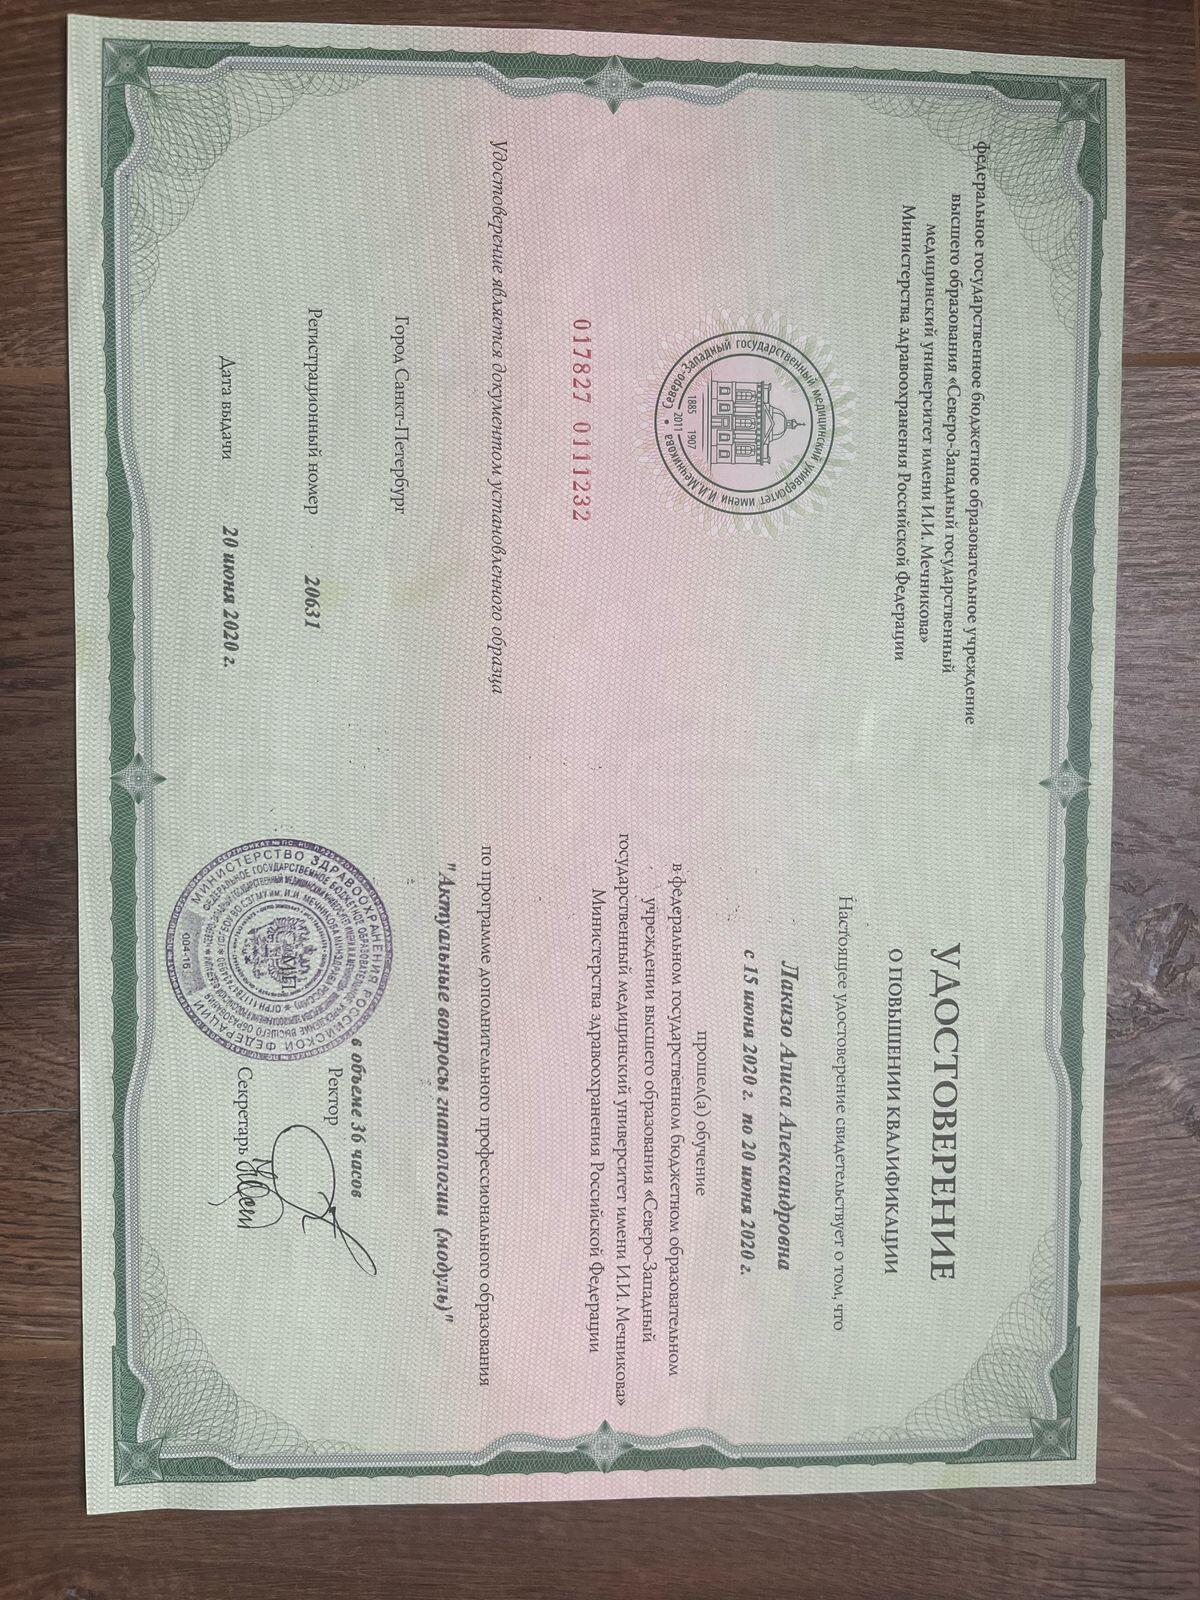 Федеральное государственное бюджетное образовательное учреждение
высшего образования «Северо-Западный государственный
медицинский университет имени И.И. Мечникова»
Министерства здравоохранения Российской Федерации
Северо-Западный государственный медицинский университет имени И.И.Мечникова
1885 1907
2011
017827 0111232
Удостоверение является документом установленного образца
Город Санкт-Петербург
Регистрационный номер 20631
Дата выдачи 20 июня 2020 г.
УДОСТОВЕРЕНИЕ
О ПОВЫШЕНИИ КВАЛИФИКАЦИИ
Настоящее удостоверение свидетельствует о том, что
Лакизо Алиса Александровна
с 15 июня 2020 г. по 20 июня 2020 г.
прошел(а) обучение
в федеральном государственном бюджетном образовательном
учреждении высшего образования «Северо-Западный
государственный медицинский университет имени И.И. Мечникова»
Министерства здравоохранения Российской Федерации
по программе дополнительного профессионального образования
"Актуальные вопросы гнатологии (модуль)"
в объеме 36 часов
Ректор
Секретарь
МИНИСТЕРСТВО ЗДРАВООХРАНЕНИЯ РОССИЙСКОЙ ФЕДЕРАЦИИ
004-16